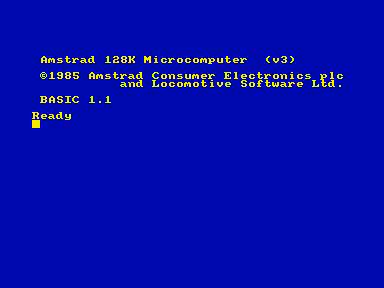 Amstrad 128K Microcomputer  (v3)
©1985 Amstrad Consumer Electronics plc
and Locomotive Software Ltd.
BASIC 1.1
Ready